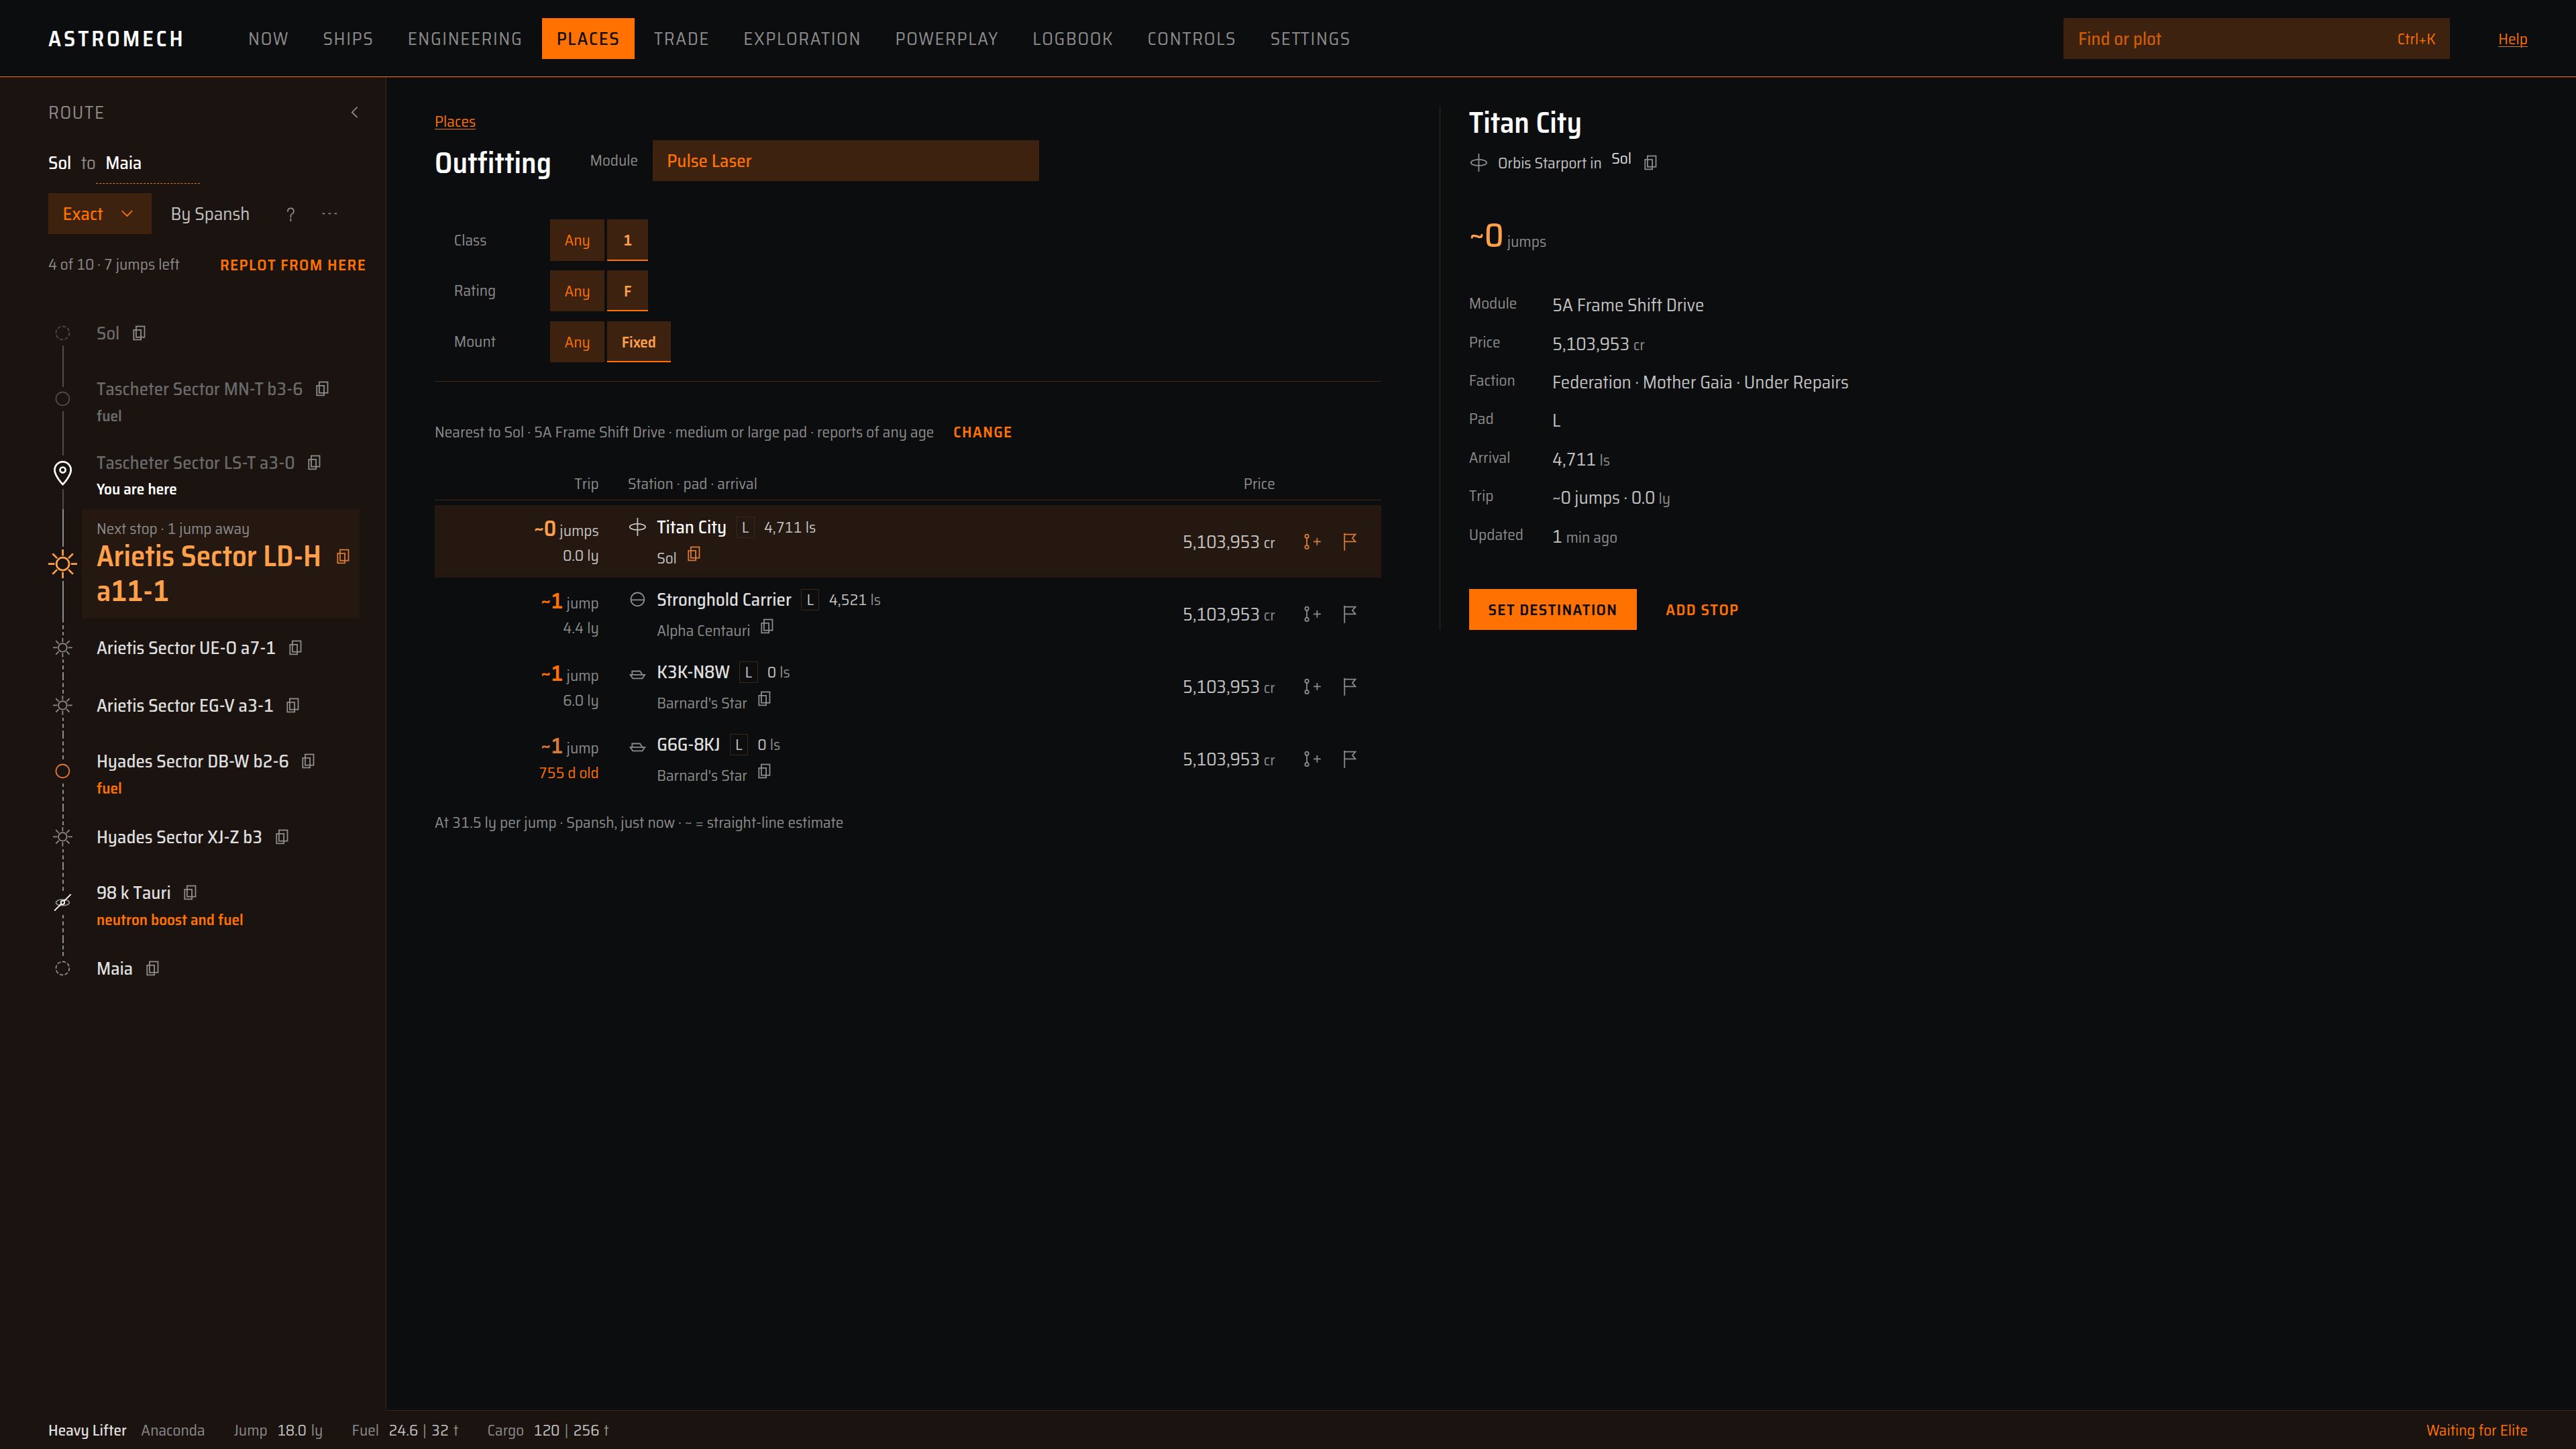 ASTROMECH NOW SHIPS ENGINEERING PLACES TRADE EXPLORATION POWERPLAY LOGBOOK CONTROLS SETTINGS Find or plot Ctrl+K Help
ROUTE
Sol to Maia
Exact By Spansh ? ...
4 of 10 · 7 jumps left REPLOT FROM HERE
Sol
Tascheter Sector MN-T b3-6
fuel
Tascheter Sector LS-T a3-0
You are here
Next stop · 1 jump away
Arietis Sector LD-H
a11-1
Arietis Sector UE-O a7-1
Arietis Sector EG-V a3-1
Hyades Sector DB-W b2-6
fuel
Hyades Sector XJ-Z b3
98 k Tauri
neutron boost and fuel
Maia
Places
Outfitting Module Pulse Laser
Class Any 1
Rating Any F
Mount Any Fixed
Nearest to Sol · 5A Frame Shift Drive · medium or large pad · reports of any age CHANGE
Trip Station · pad · arrival Price
~0 jumps Titan City L 4,711 ls 5,103,953 cr
0.0 ly Sol
~1 jump Stronghold Carrier L 4,521 ls 5,103,953 cr
4.4 ly Alpha Centauri
~1 jump K3K-N8W L 0 ls 5,103,953 cr
6.0 ly Barnard's Star
~1 jump G6G-8KJ L 0 ls 5,103,953 cr
755 d old Barnard's Star
At 31.5 ly per jump · Spansh, just now · ~ = straight-line estimate
Titan City
Orbis Starport in Sol
~0 jumps
Module 5A Frame Shift Drive
Price 5,103,953 cr
Faction Federation · Mother Gaia · Under Repairs
Pad L
Arrival 4,711 ls
Trip ~0 jumps · 0.0 ly
Updated 1 min ago
SET DESTINATION ADD STOP
Heavy Lifter Anaconda Jump 18.0 ly Fuel 24.6 | 32 t Cargo 120 | 256 t Waiting for Elite